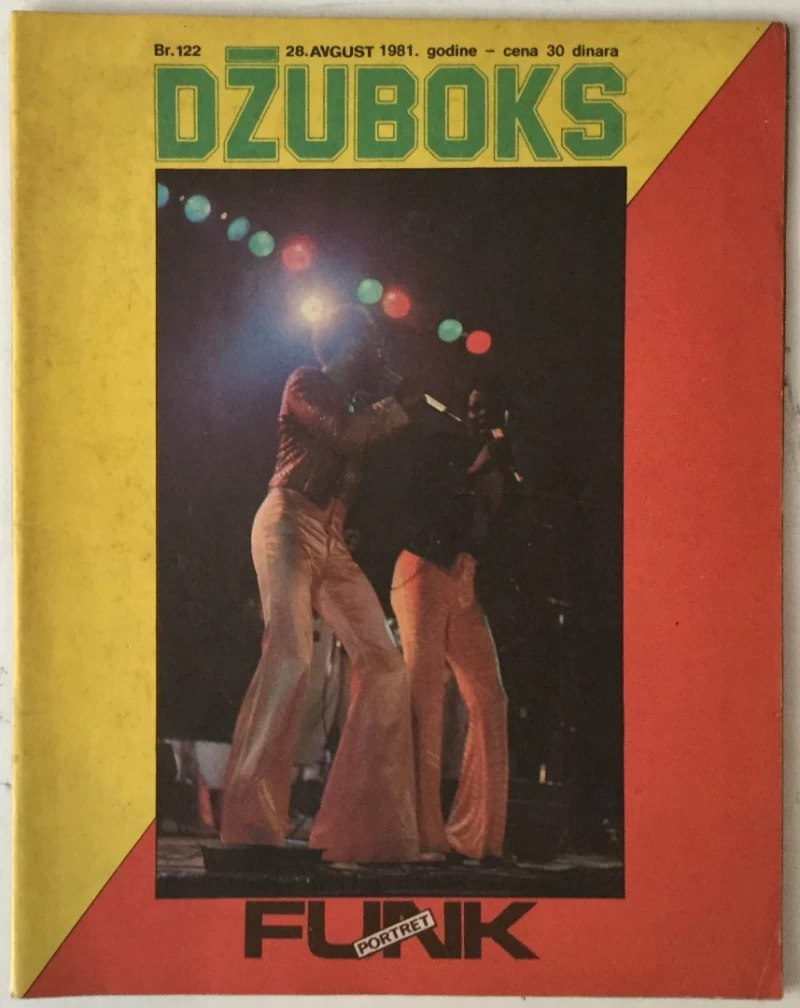 Br.122 28.AVGUST 1981. godine – cena 30 dinara
DŽUBOKS
FUNK
PORTRET